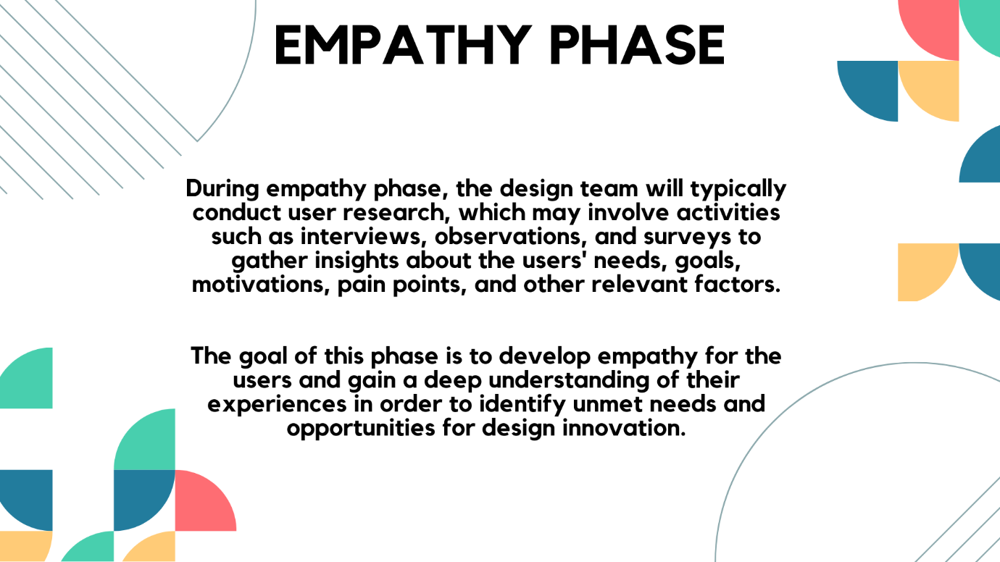 EMPATHY PHASE
During empathy phase, the design team will typically
conduct user research, which may involve activities
such as interviews, observations, and surveys to
gather insights about the users' needs, goals,
motivations, pain points, and other relevant factors.
The goal of this phase is to develop empathy for the
users and gain a deep understanding of their
experiences in order to identify unmet needs and
opportunities for design innovation.